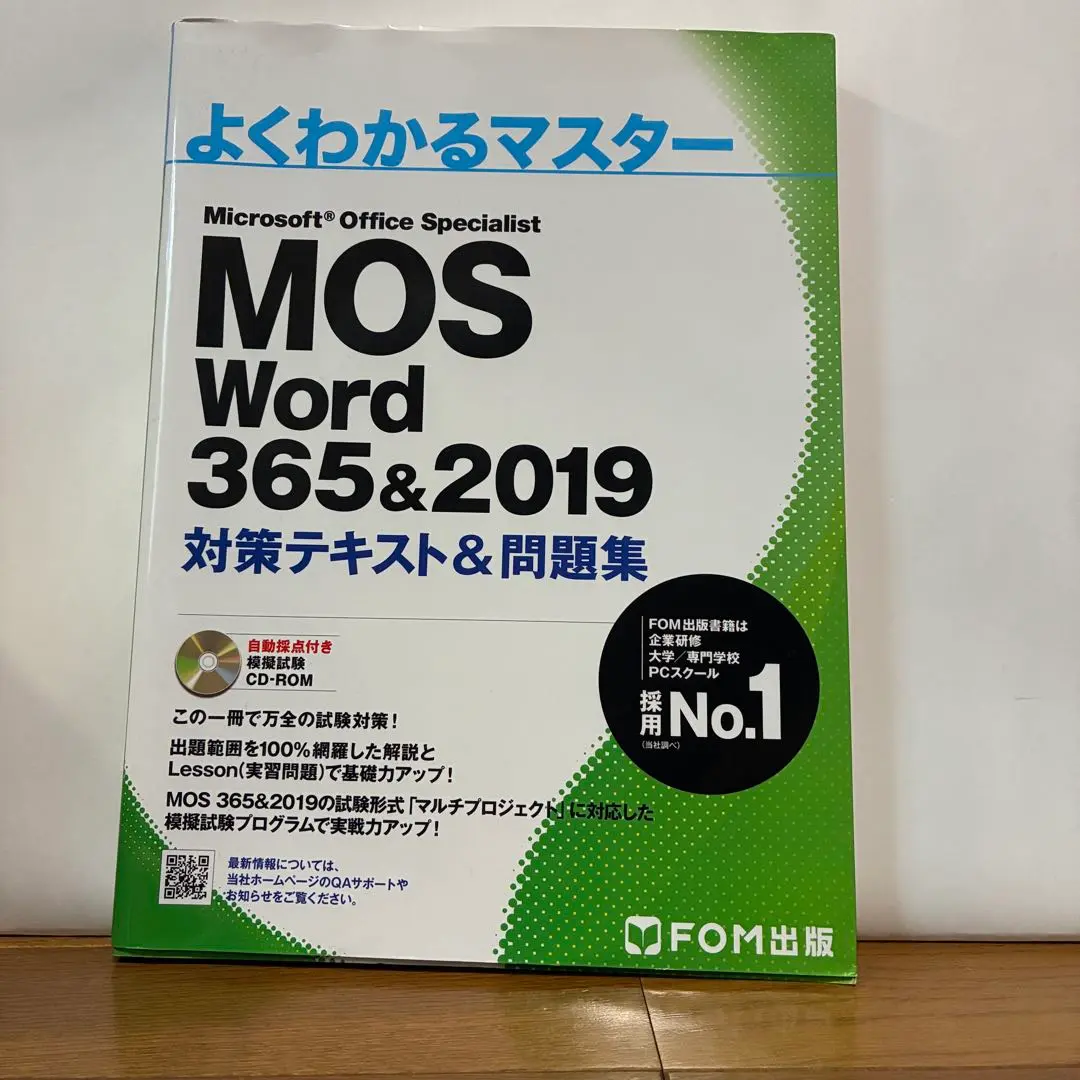 よくわかるマスター
Microsoft® Office Specialist
MOS
Word
365&2019
対策テキスト&問題集
FOM出版書籍は
企業研修
大学/専門学校
PCスクール
採用 No.1
(当社調べ)
自動採点付き
模擬試験
CD-ROM
この一冊で万全の試験対策!
出題範囲を100%網羅した解説と
Lesson(実習問題)で基礎力アップ!
MOS 365&2019の試験形式「マルチプロジェクト」に対応した
模擬試験プログラムで実戦力アップ!
最新情報については、
当社ホームページのQAサポートや
お知らせをご覧ください。
FOM出版